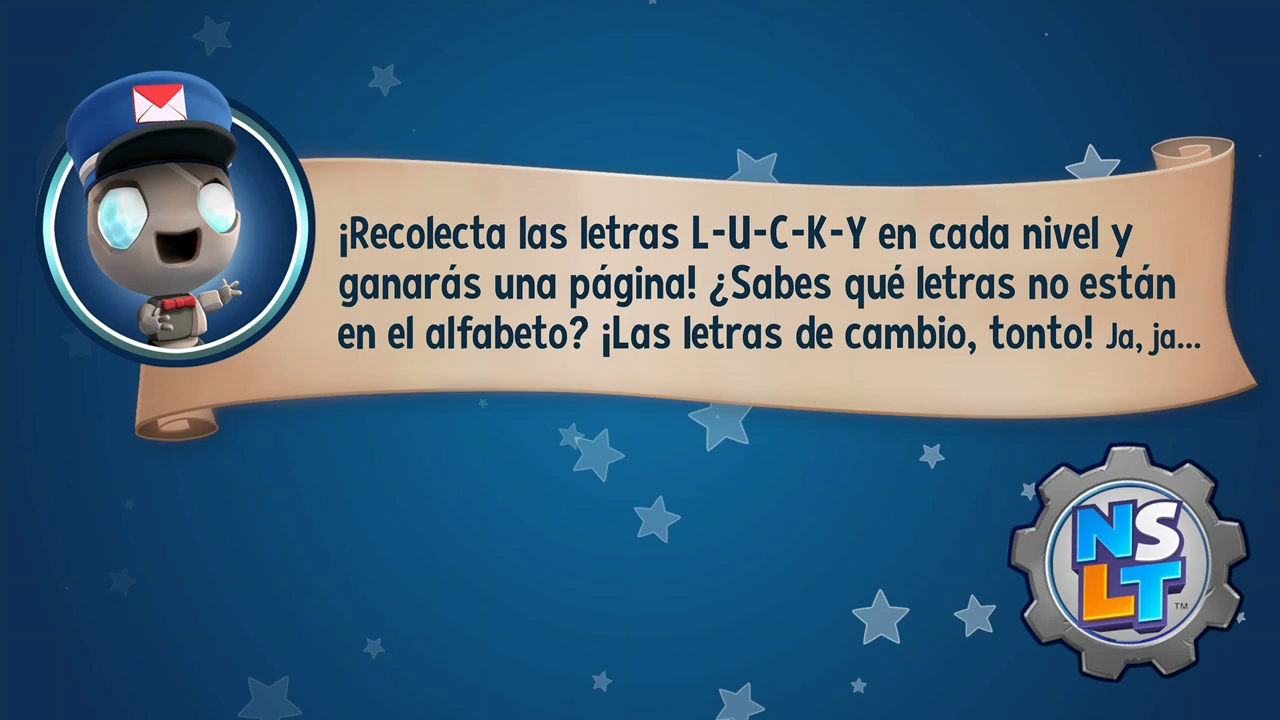 ¡Recolecta las letras L-U-C-K-Y en cada nivel y
ganarás una página! ¿Sabes qué letras no están
en el alfabeto? ¡Las letras de cambio, tonto! Ja, ja...
NS
LT™